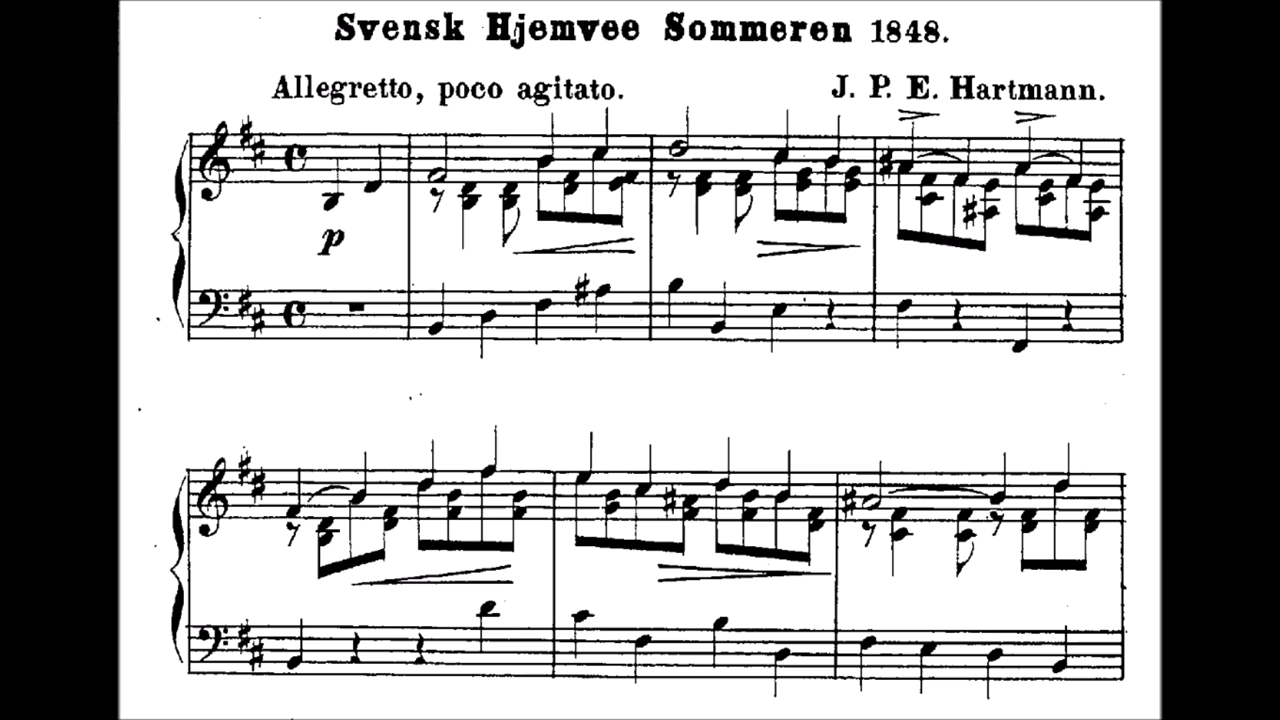 Svensk Hjemvee Sommeren 1848.
Allegretto, poco agitato. J. P. E. Hartmann.
p